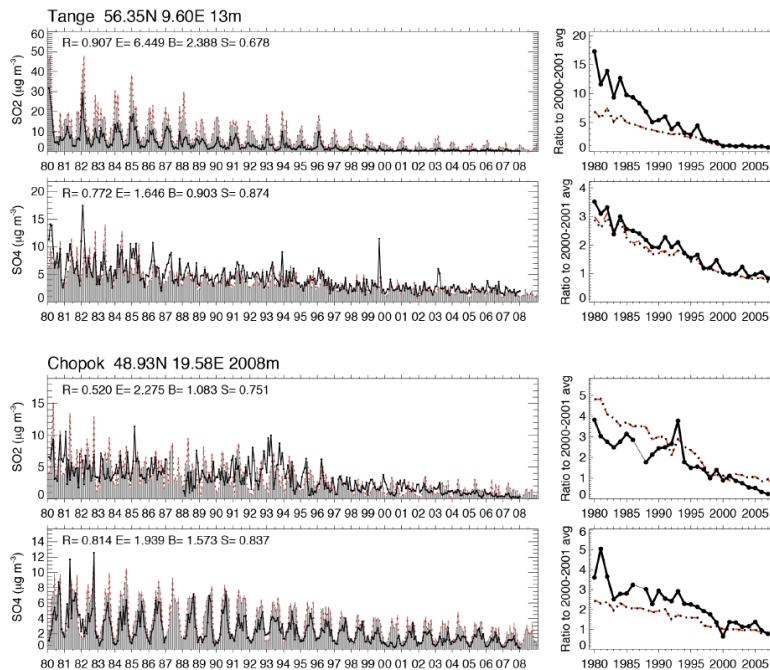 Tange 56.35N 9.60E 13m
R= 0.907 E= 6.449 B= 2.388 S= 0.678
SO2 (μg m-3)
60
50
40
30
20
10
0
80 81 82 83 84 85 86 87 88 89 90 91 92 93 94 95 96 97 98 99 00 01 02 03 04 05 06 07 08
Ratio to 2000-2001 avg
20
15
10
5
0
1980 1985 1990 1995 2000 2005
R= 0.772 E= 1.646 B= 0.903 S= 0.874
SO4 (μg m-3)
20
15
10
5
0
80 81 82 83 84 85 86 87 88 89 90 91 92 93 94 95 96 97 98 99 00 01 02 03 04 05 06 07 08
Ratio to 2000-2001 avg
4
3
2
1
0
1980 1985 1990 1995 2000 2005
Chopok 48.93N 19.58E 2008m
R= 0.520 E= 2.275 B= 1.083 S= 0.751
SO2 (μg m-3)
15
10
5
0
80 81 82 83 84 85 86 87 88 89 90 91 92 93 94 95 96 97 98 99 00 01 02 03 04 05 06 07 08
Ratio to 2000-2001 avg
5
4
3
2
1
0
1980 1985 1990 1995 2000 2005
R= 0.814 E= 1.939 B= 1.573 S= 0.837
SO4 (μg m-3)
14
12
10
8
6
4
2
0
80 81 82 83 84 85 86 87 88 89 90 91 92 93 94 95 96 97 98 99 00 01 02 03 04 05 06 07 08
Ratio to 2000-2001 avg
6
5
4
3
2
1
0
1980 1985 1990 1995 2000 2005